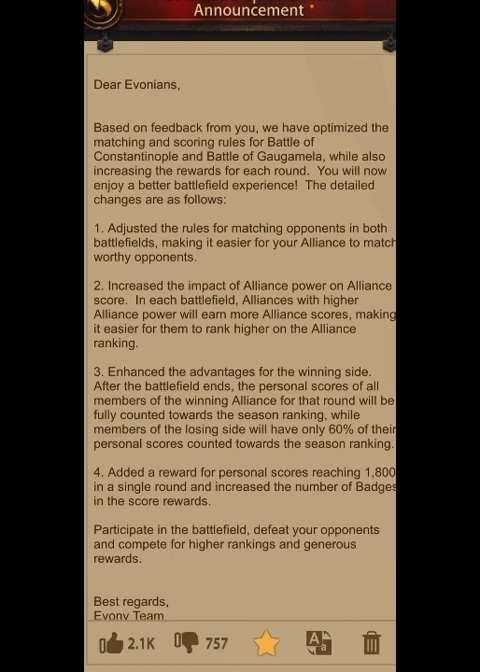 Announcement
Dear Evonians,
Based on feedback from you, we have optimized the
matching and scoring rules for Battle of
Constantinople and Battle of Gaugamela, while also
increasing the rewards for each round.  You will now
enjoy a better battlefield experience!  The detailed
changes are as follows:
1. Adjusted the rules for matching opponents in both
battlefields, making it easier for your Alliance to match
worthy opponents.
2. Increased the impact of Alliance power on Alliance
score.  In each battlefield, Alliances with higher
Alliance power will earn more Alliance scores, making
it easier for them to rank higher on the Alliance
ranking.
3. Enhanced the advantages for the winning side.
After the battlefield ends, the personal scores of all
members of the winning Alliance for that round will be
fully counted towards the season ranking, while
members of the losing side will have only 60% of their
personal scores counted towards the season ranking.
4. Added a reward for personal scores reaching 1,800
in a single round and increased the number of Badges
in the score rewards.
Participate in the battlefield, defeat your opponents
and compete for higher rankings and generous
rewards.
Best regards,
Evony Team
2.1K 757 A a